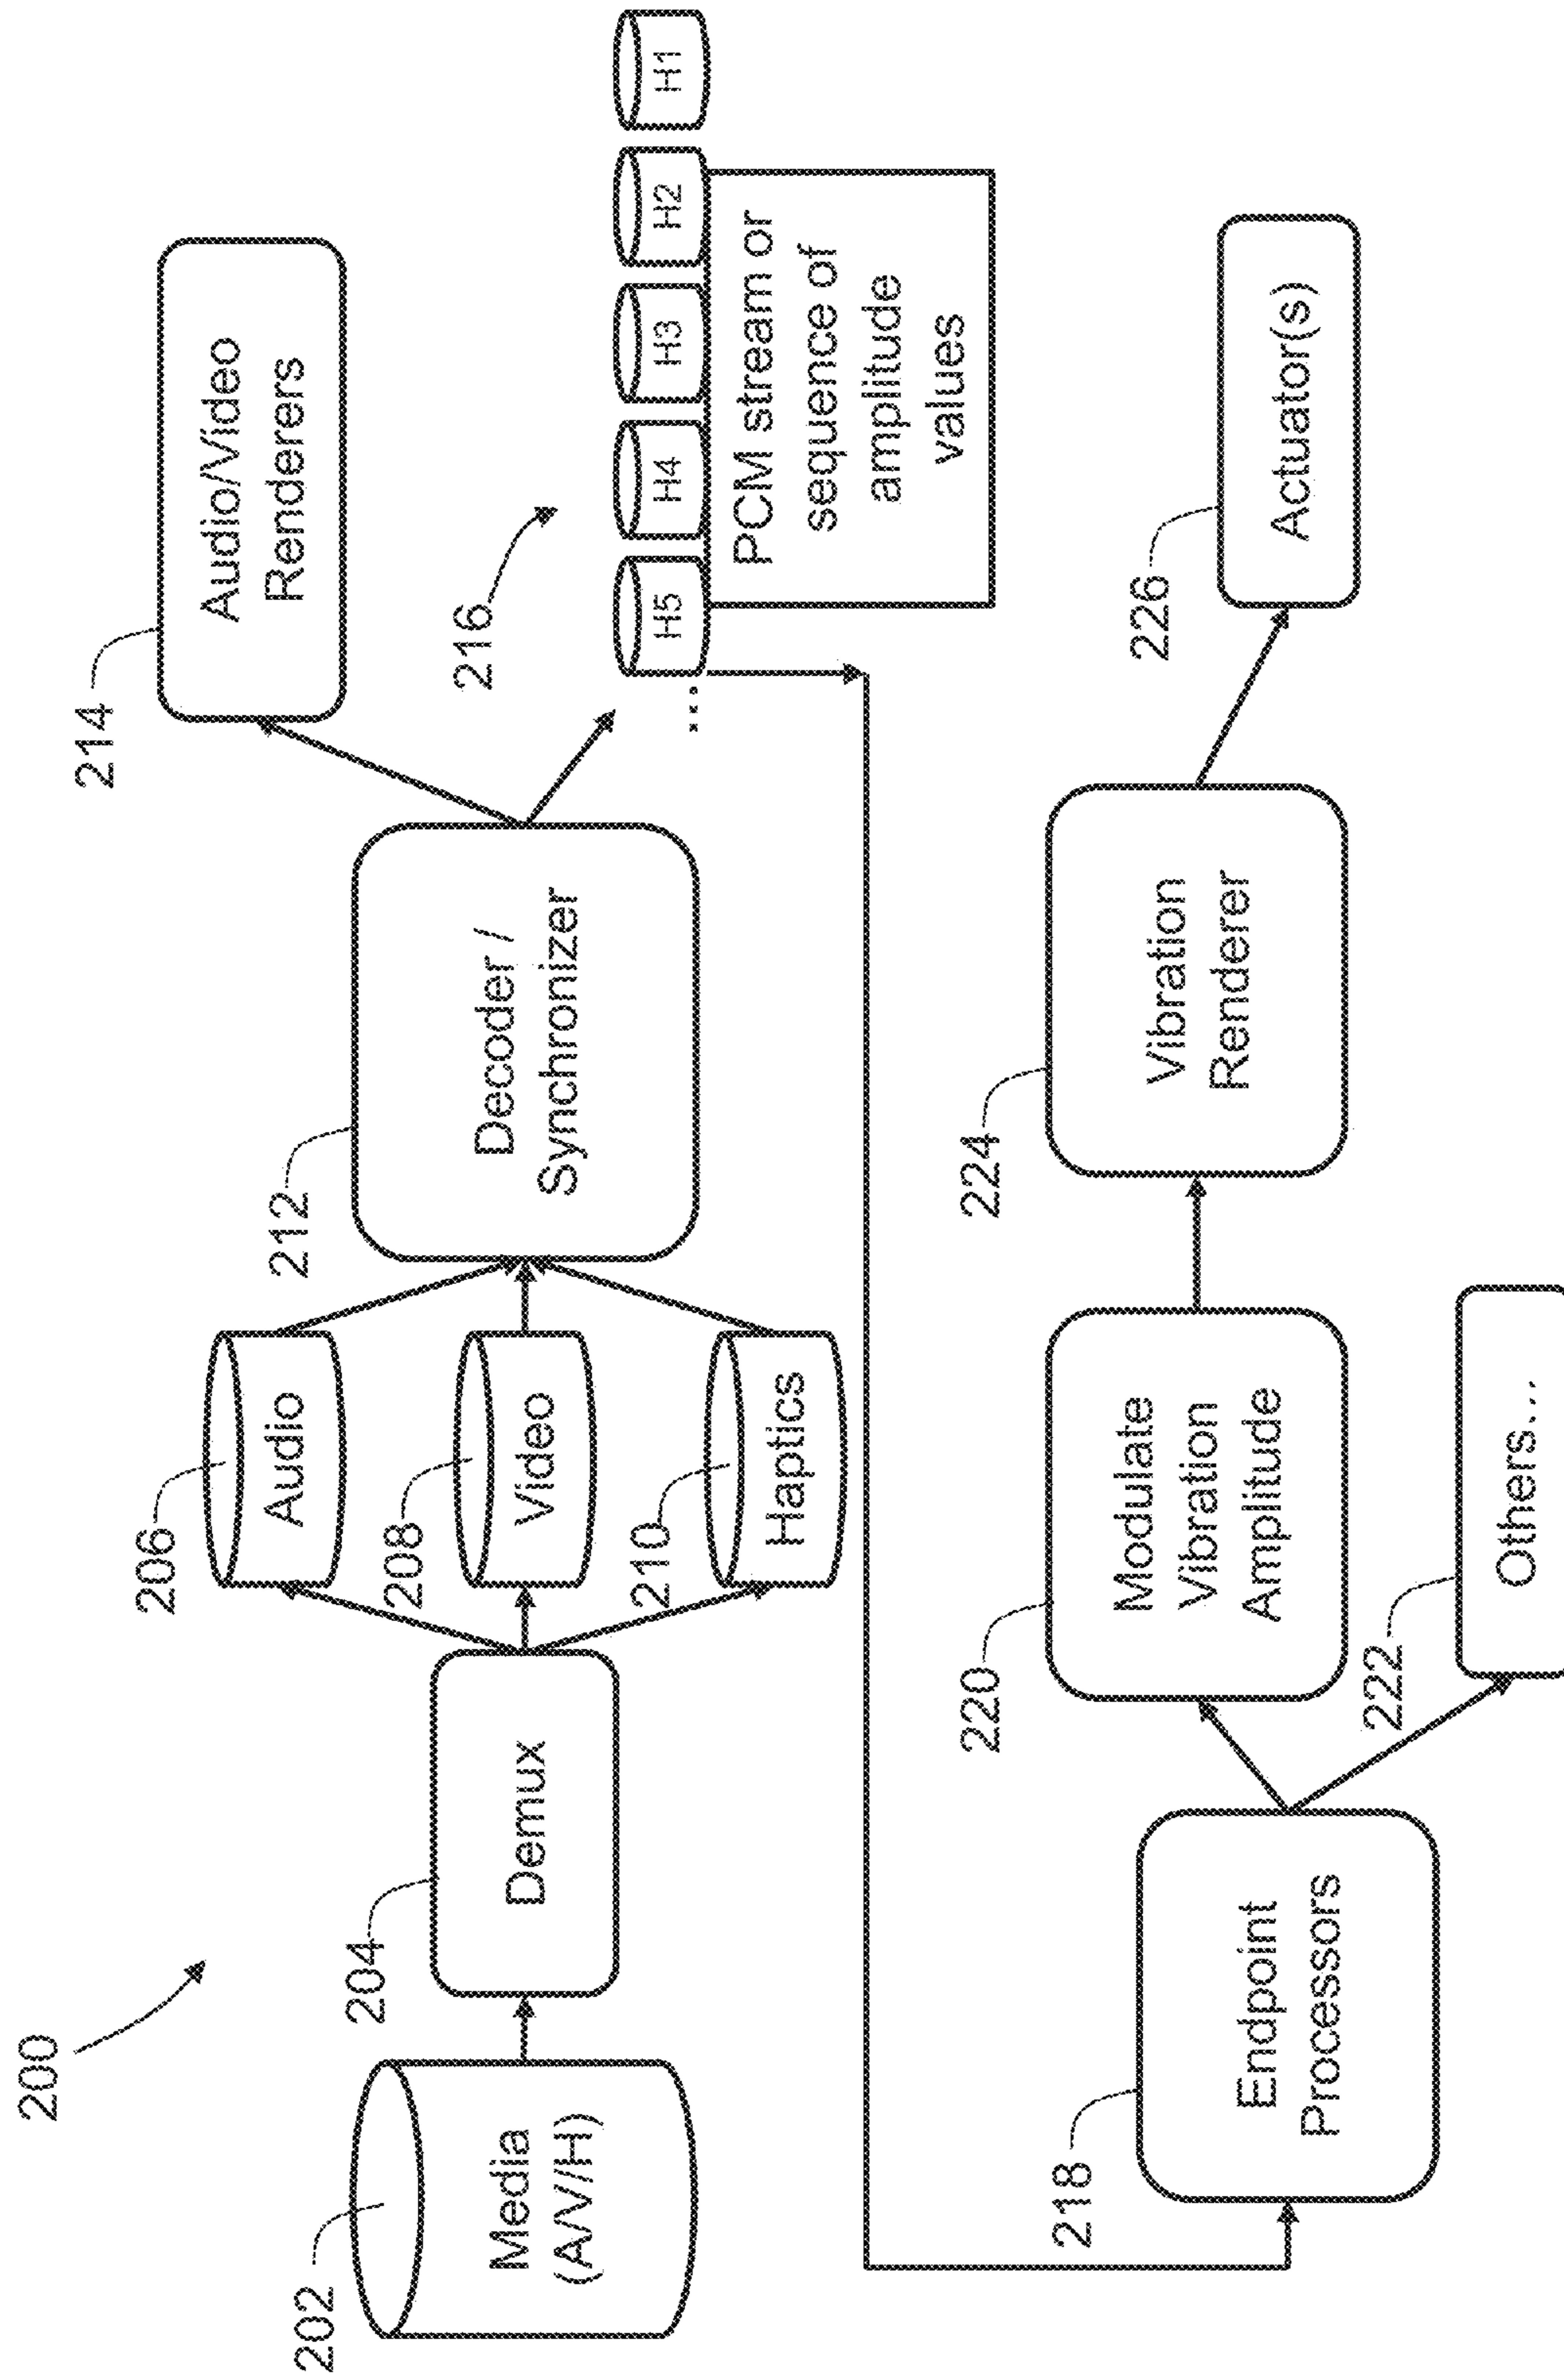 200
202
Media
(A/V/H)
204
Demux
206
Audio
208
Video
210
Haptics
212
Decoder /
Synchronizer
214
Audio/Video
Renderers
216
H5
H4
H3
H2
H1
...
PCM stream or
sequence of
amplitude
values
218
Endpoint
Processors
220
Modulate
Vibration
Amplitude
222
Others...
224
Vibration
Renderer
226
Actuator(s)